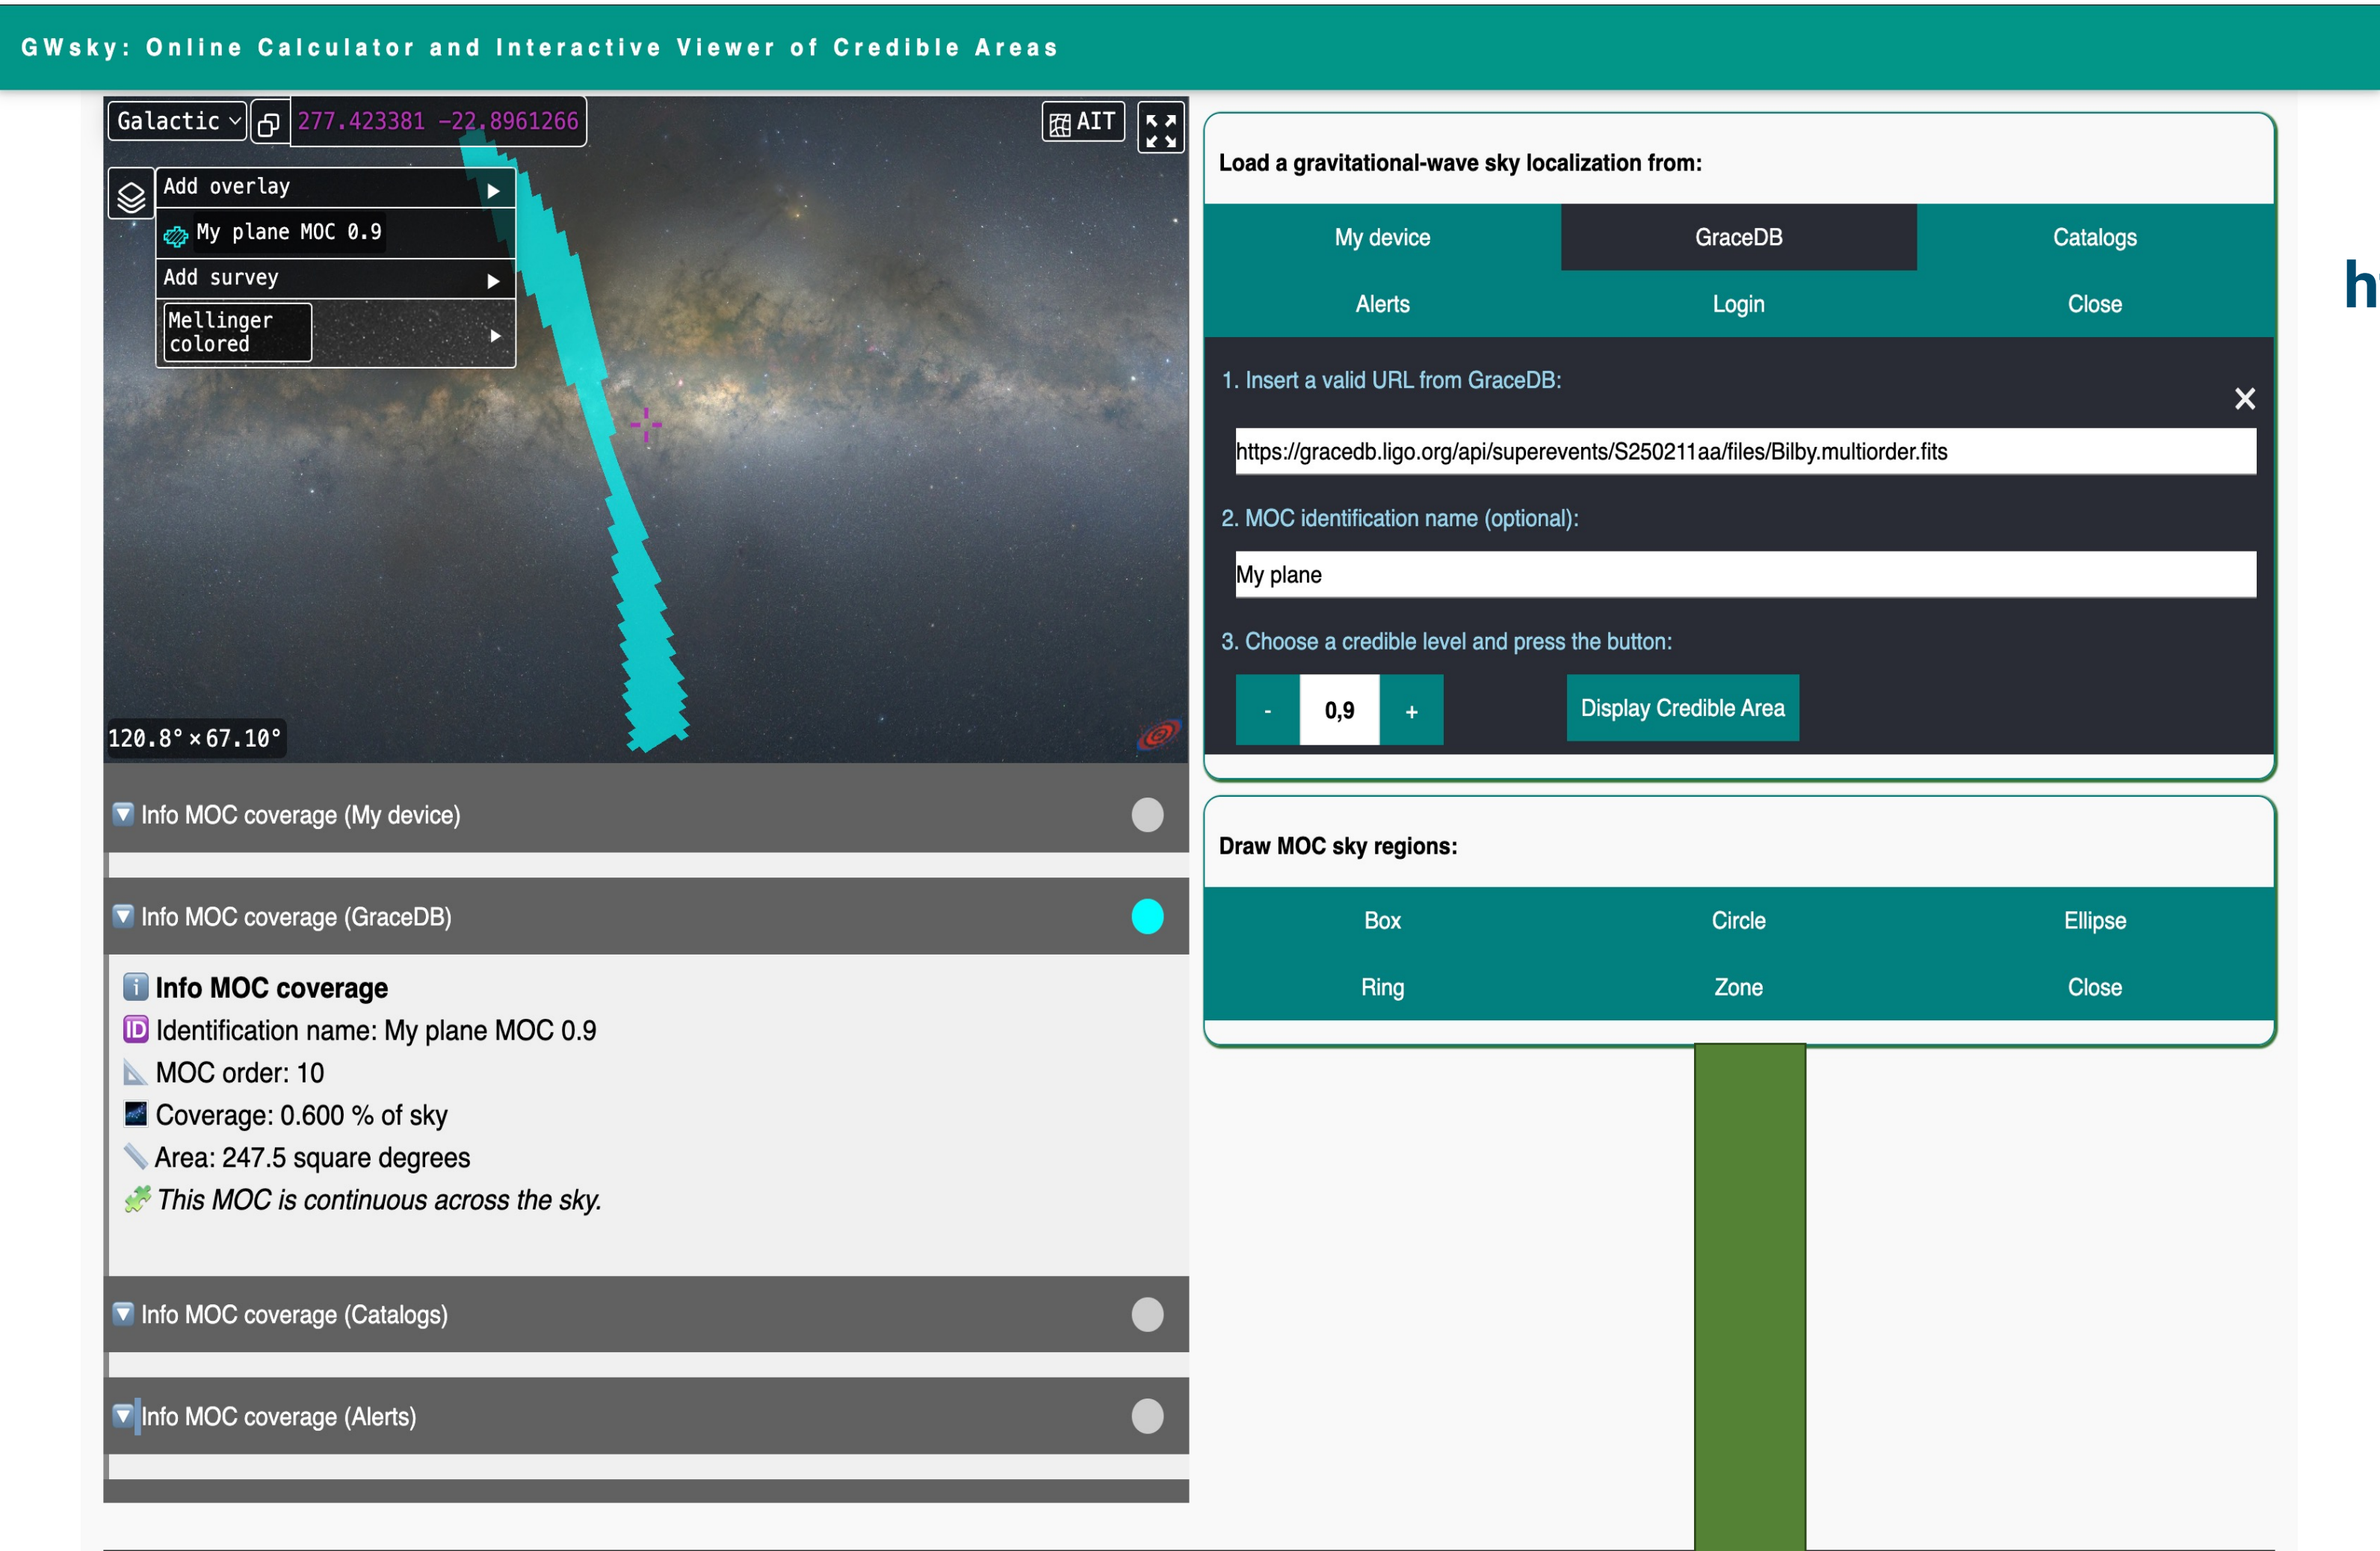 GWsky: Online Calculator and Interactive Viewer of Credible Areas
Galactic
277.423381 −22.8961266
AIT
Add overlay
My plane MOC 0.9
Add survey
Mellinger
colored
120.8°×67.10°
Info MOC coverage (My device)
Info MOC coverage (GraceDB)
Info MOC coverage
ID Identification name: My plane MOC 0.9
MOC order: 10
Coverage: 0.600 % of sky
Area: 247.5 square degrees
This MOC is continuous across the sky.
Info MOC coverage (Catalogs)
Info MOC coverage (Alerts)
Load a gravitational-wave sky localization from:
My device GraceDB Catalogs
Alerts Login Close
1. Insert a valid URL from GraceDB:
https://gracedb.ligo.org/api/superevents/S250211aa/files/Bilby.multiorder.fits
2. MOC identification name (optional):
My plane
3. Choose a credible level and press the button:
- 0,9 + Display Credible Area
Draw MOC sky regions:
Box Circle Ellipse
Ring Zone Close